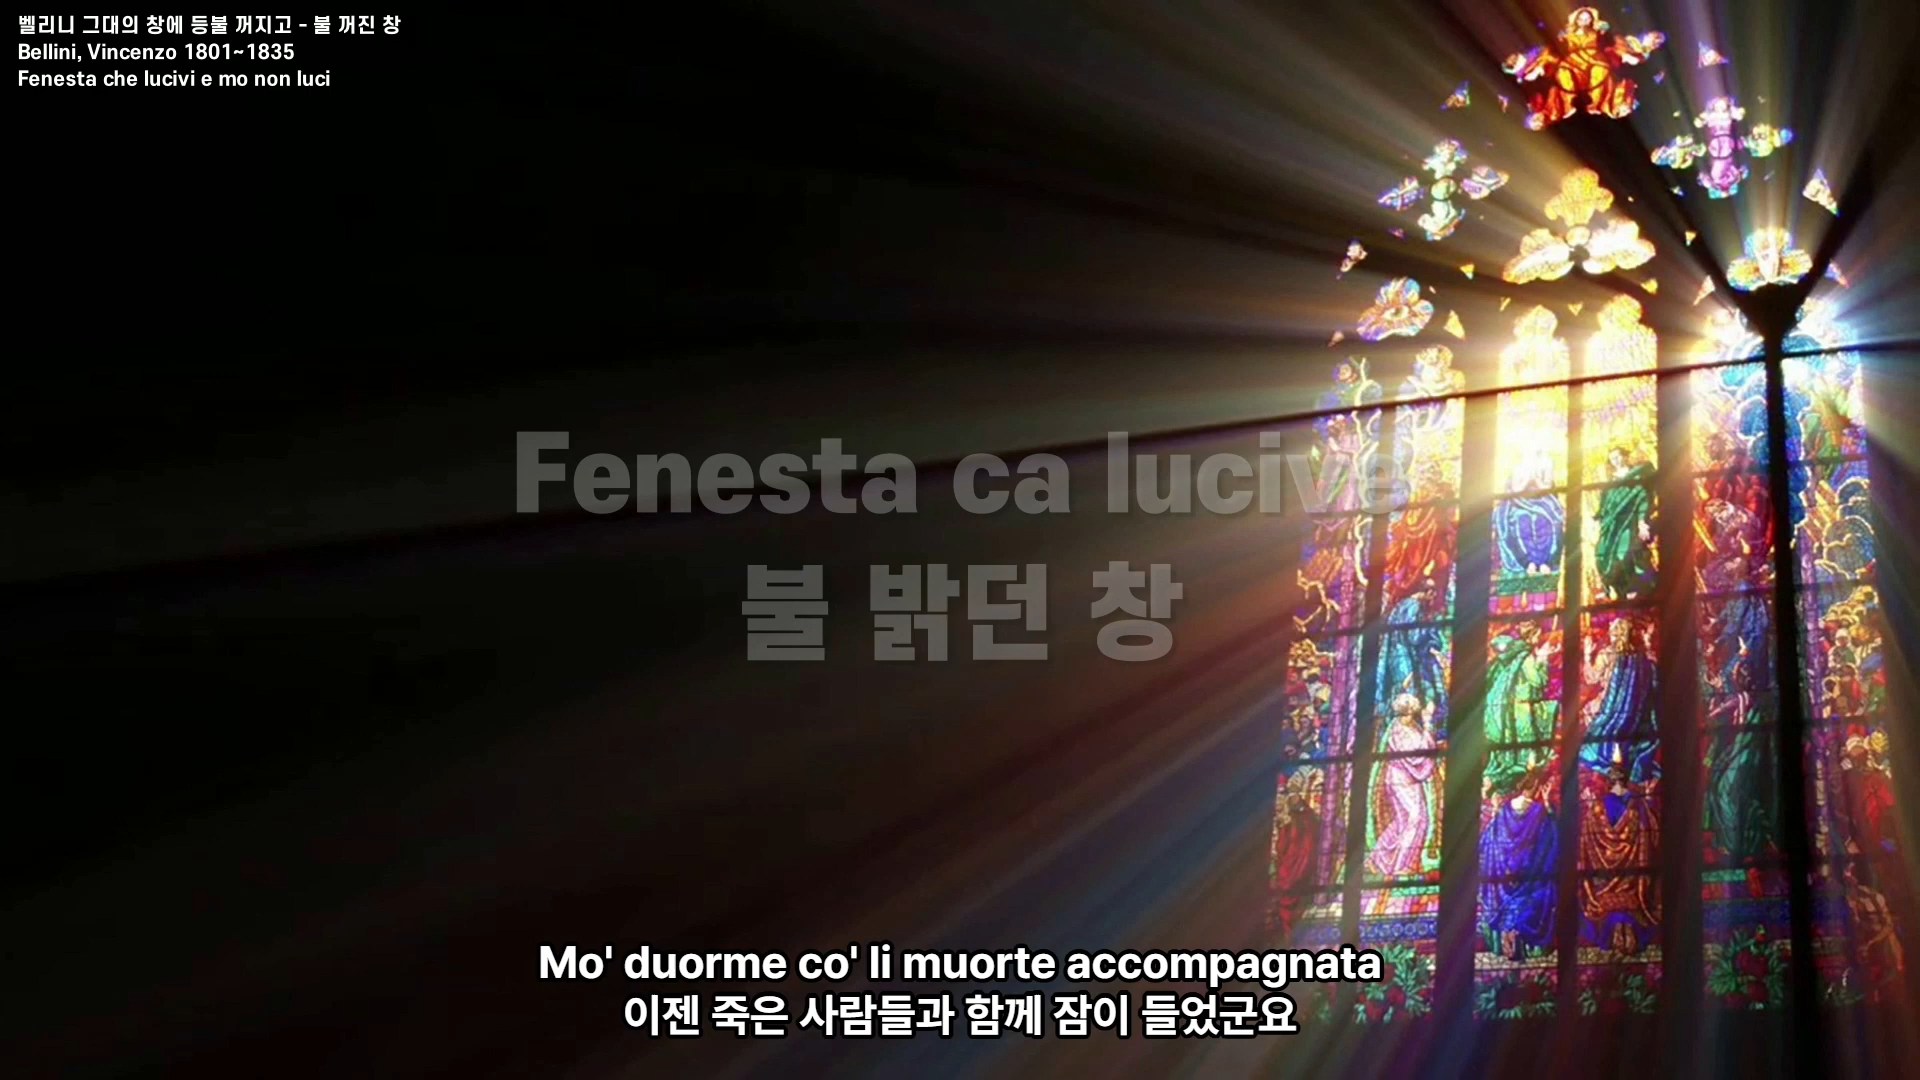 벨리니 그대의 창에 등불 꺼지고 - 불 꺼진 창
Bellini, Vincenzo 1801~1835
Fenesta che lucivi e mo non luci
Fenesta ca lucive
불 밝던 창
Mo' duorme co' li muorte accompagnata
이젠 죽은 사람들과 함께 잠이 들었군요